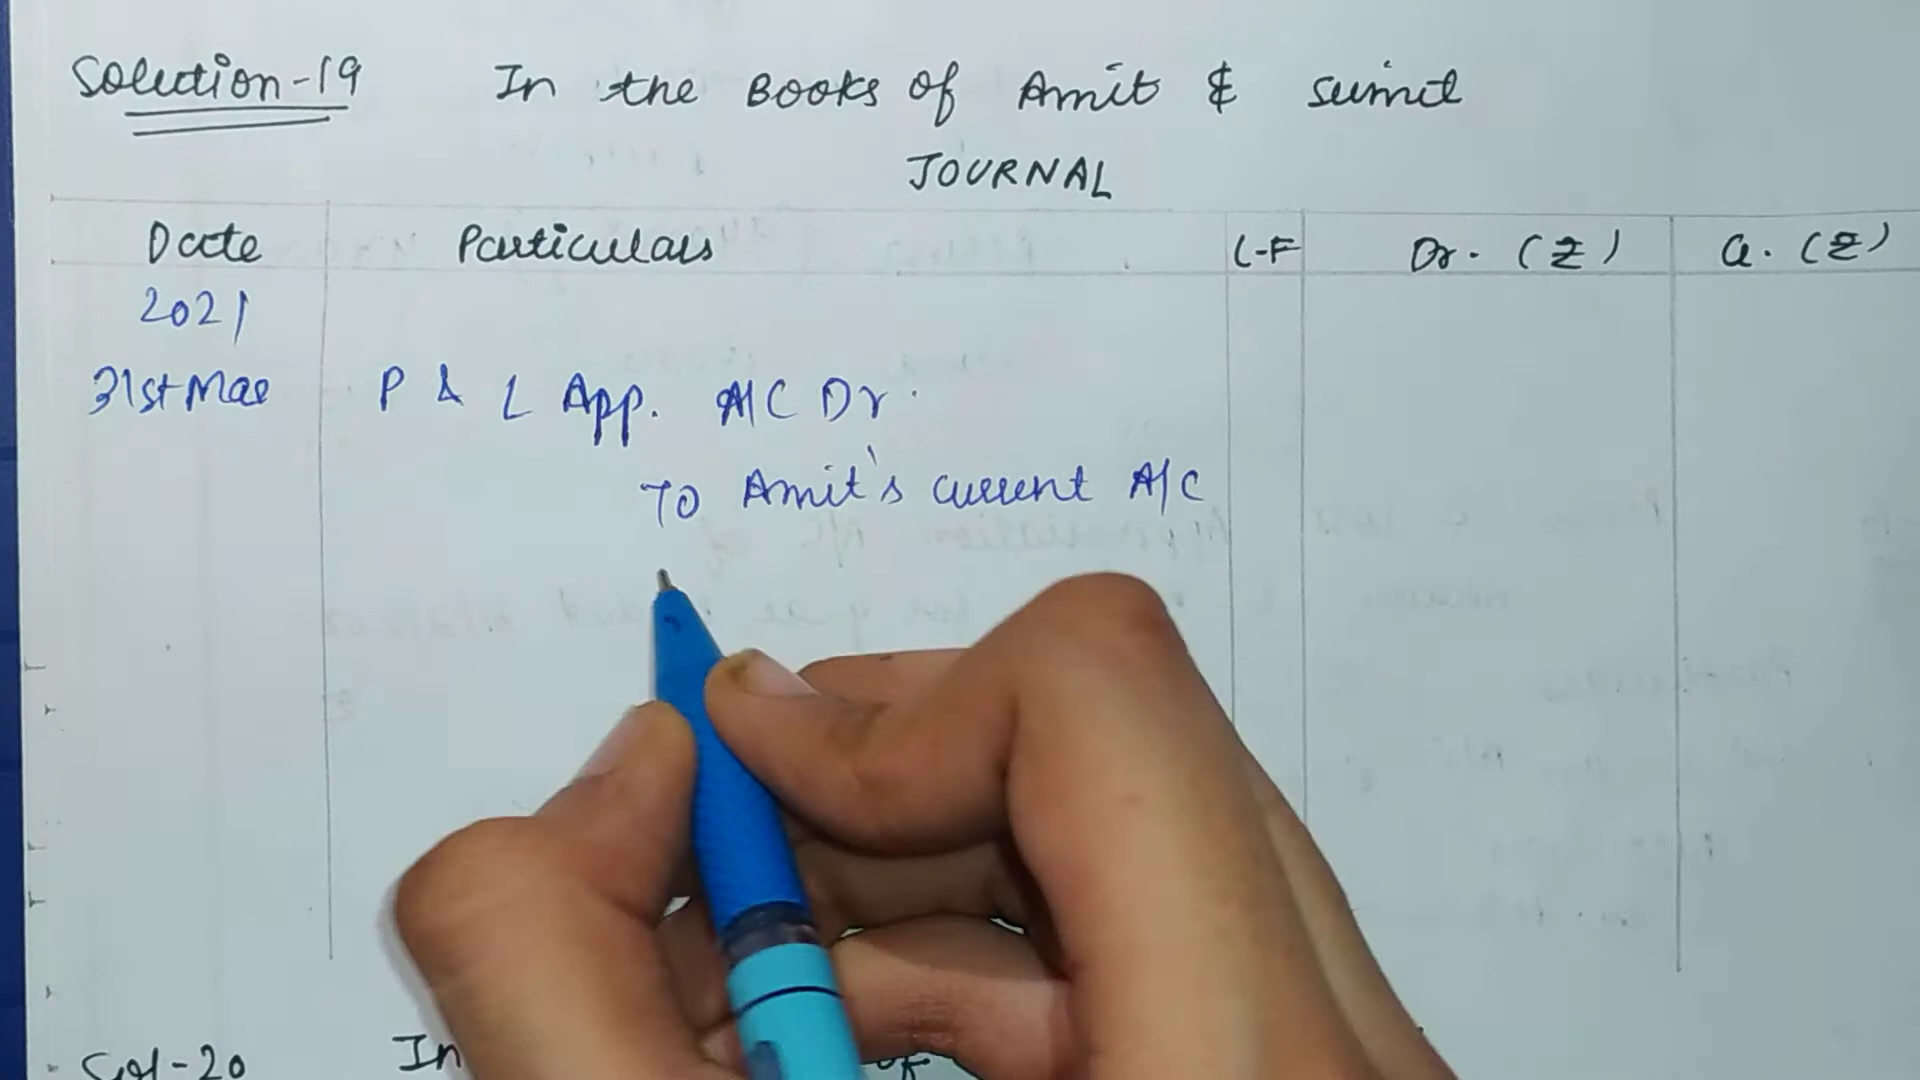 Solution-19 In the Books of Amit & Sumit
JOURNAL
Date Particulars L-F Dr. (₹) Cr. (₹)
2021
31st Mar P & L App. A/C Dr.
To Amit's current A/C
Sol-20 In of